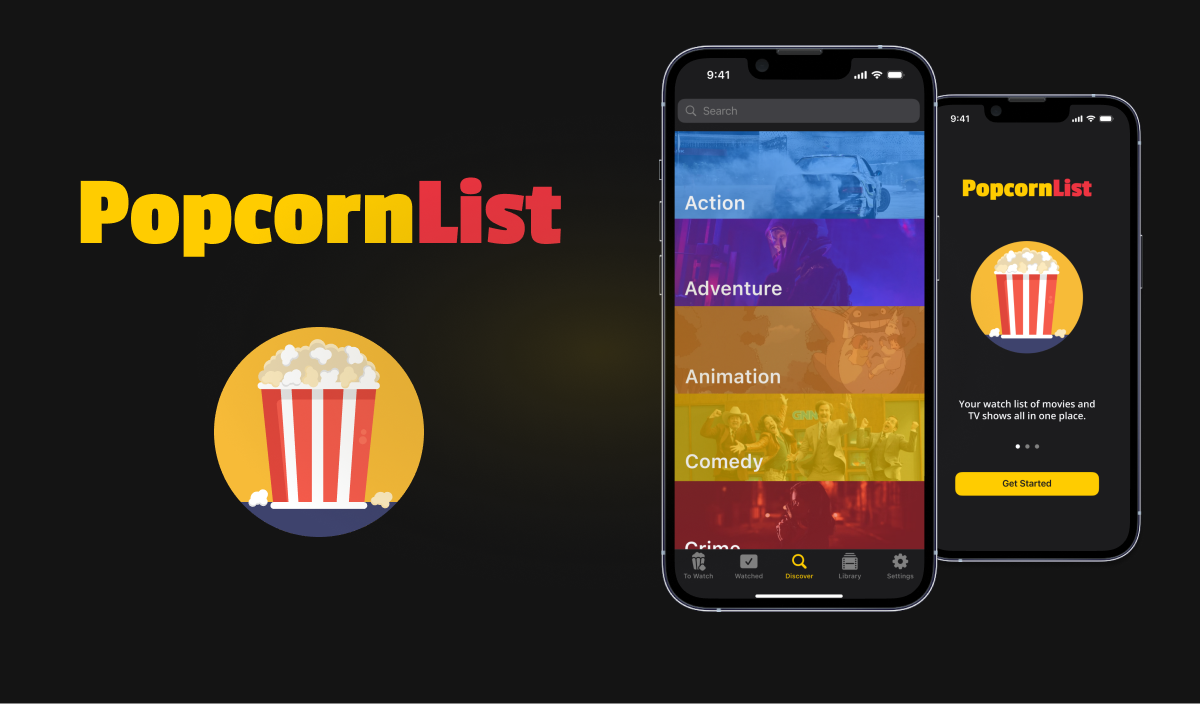 PopcornList
9:41
Search
Action
Adventure
Animation
Comedy
Crime
To Watch
Watched
Discover
Library
Settings
9:41
PopcornList
Your watch list of movies and
TV shows all in one place.
Get Started